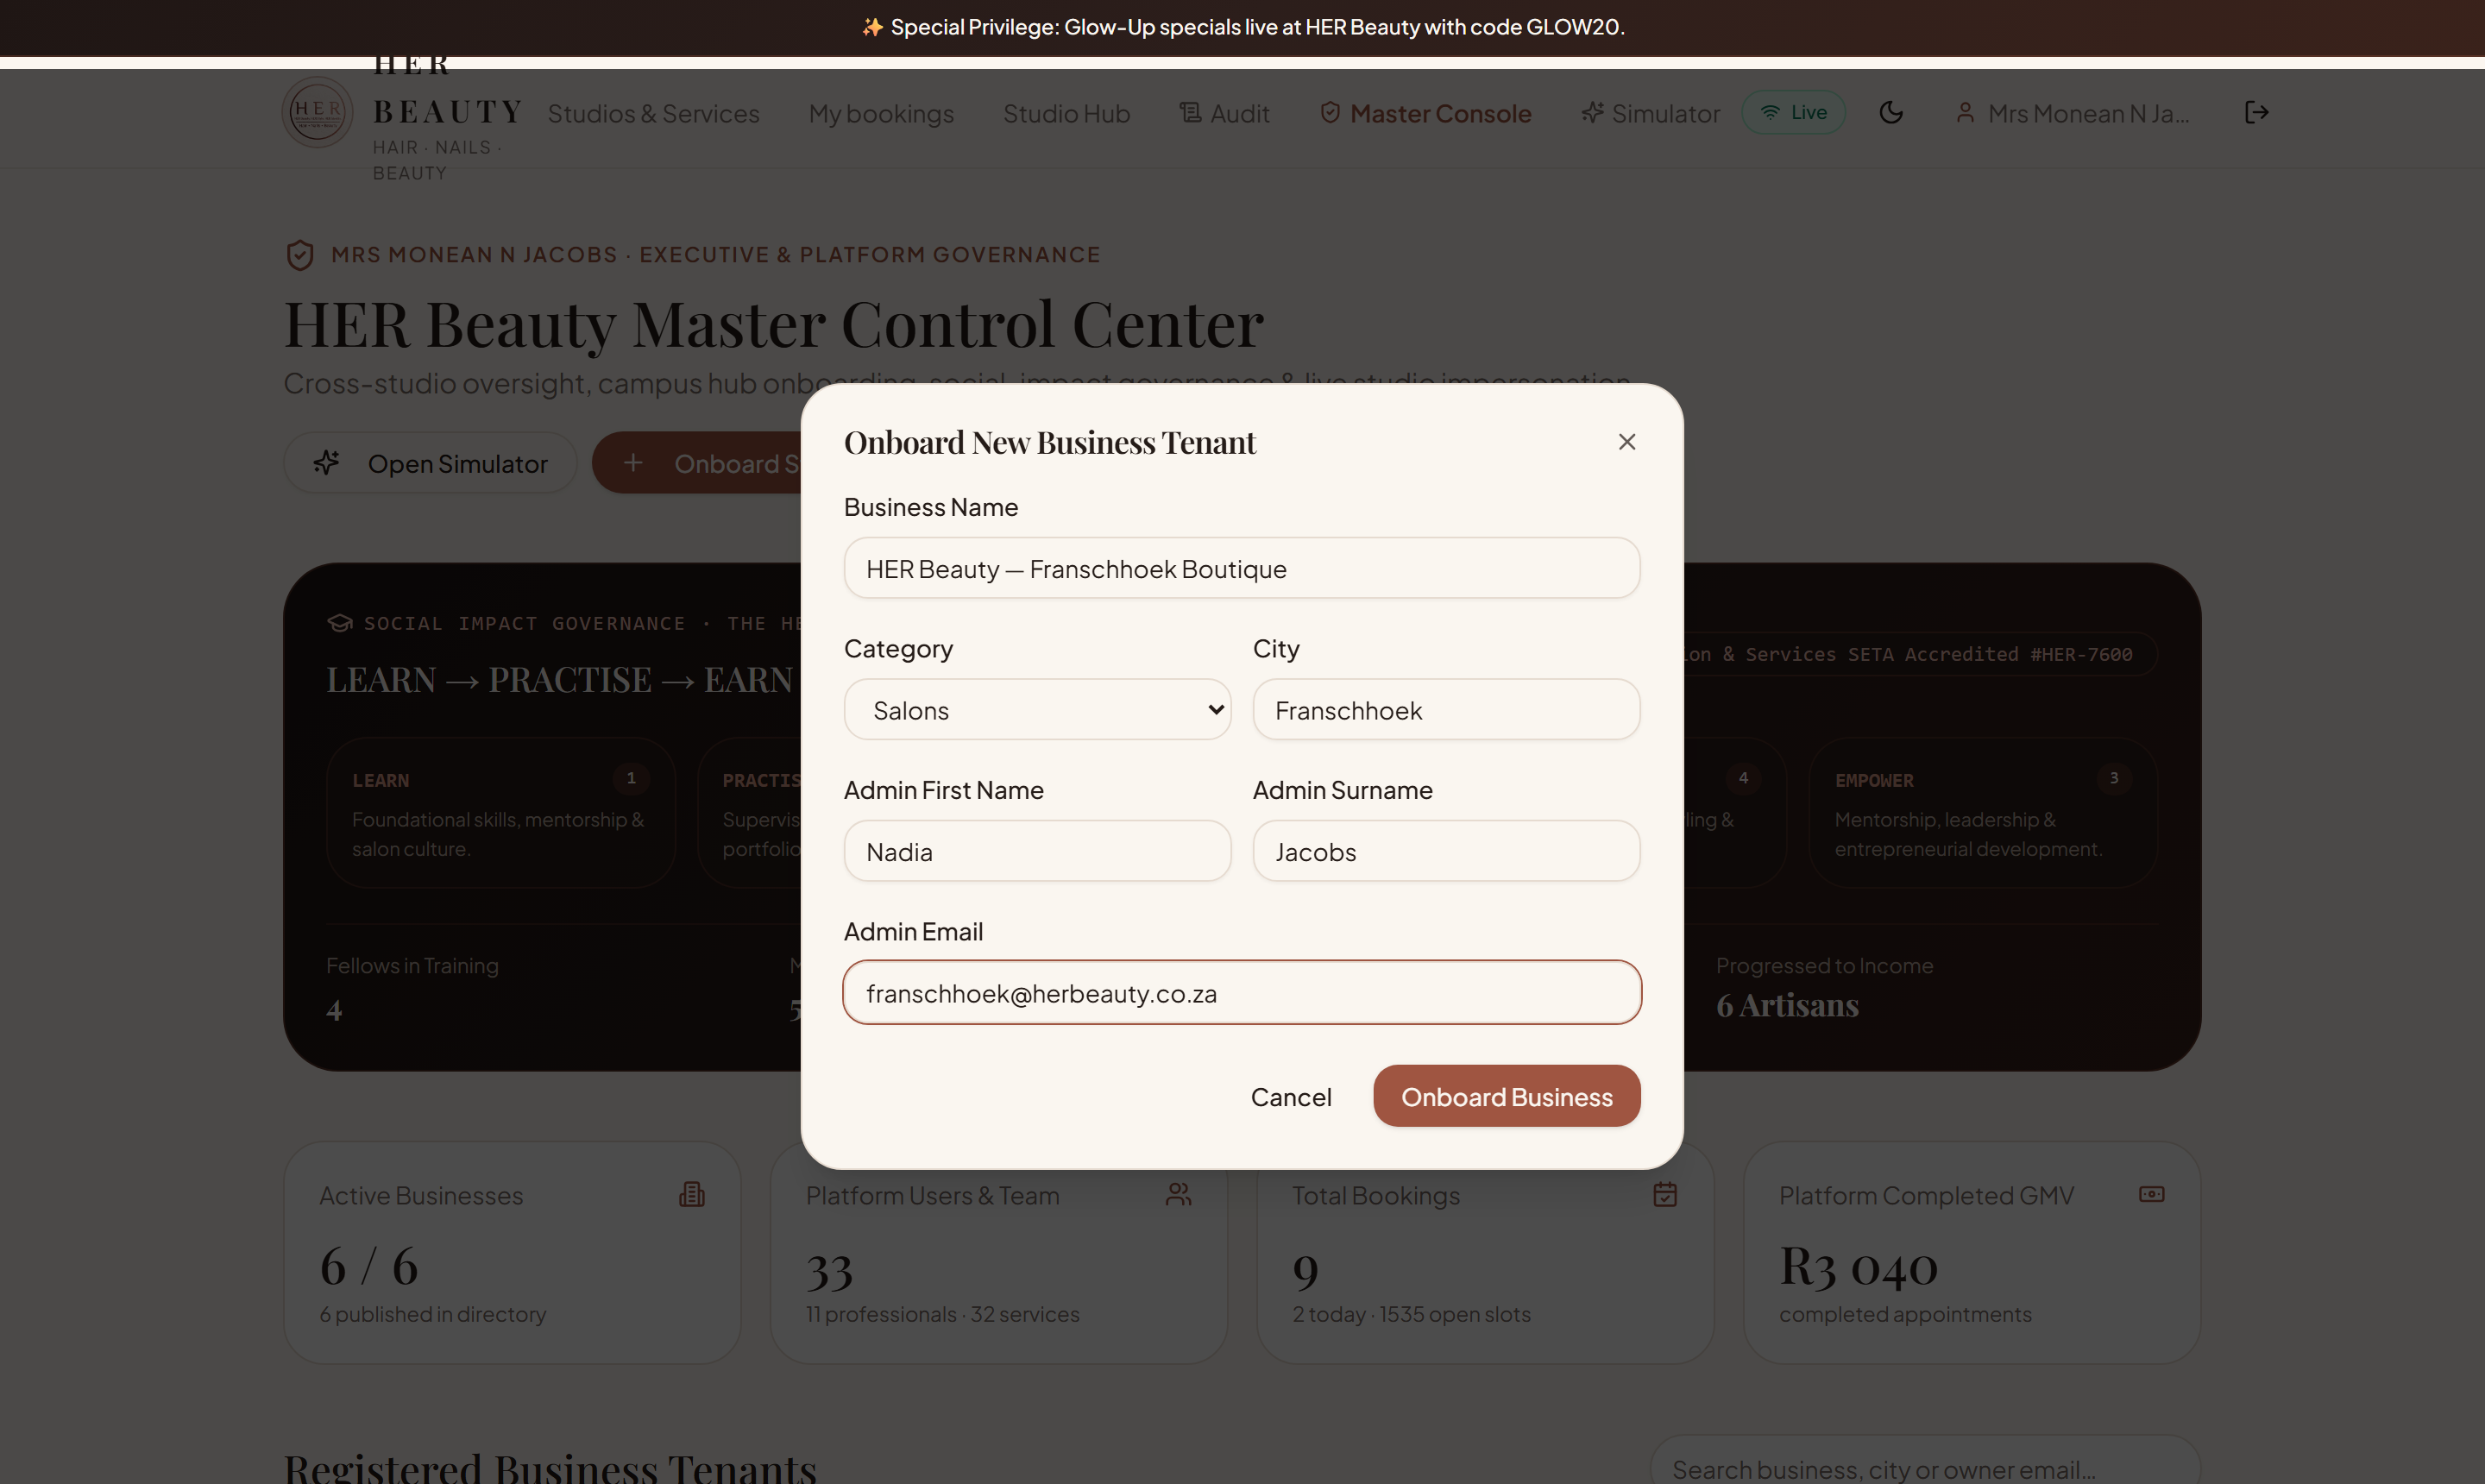 ✨ Special Privilege: Glow-Up specials live at HER Beauty with code GLOW20.
HER
BEAUTY
HAIR · NAILS ·
BEAUTY
Studios & Services
My bookings
Studio Hub
Audit
Master Console
Simulator
Live
Mrs Monean N Ja...
MRS MONEAN N JACOBS · EXECUTIVE & PLATFORM GOVERNANCE
HER Beauty Master Control Center
Cross-studio oversight, campus hub onboarding, social-impact governance & live studio impersonation
Open Simulator
+ Onboard S
Onboard New Business Tenant
Business Name
HER Beauty — Franschhoek Boutique
Category
City
Salons
Franschhoek
Admin First Name
Admin Surname
Nadia
Jacobs
Admin Email
franschhoek@herbeauty.co.za
Cancel
Onboard Business
SOCIAL IMPACT GOVERNANCE · THE HE
LEARN → PRACTISE → EARN
on & Services SETA Accredited #HER-7600
LEARN
1
Foundational skills, mentorship &
salon culture.
PRACTIS
Supervis
portfolio
4
ling &
EMPOWER
3
Mentorship, leadership &
entrepreneurial development.
Fellows in Training
4
M
5
Progressed to Income
6 Artisans
Active Businesses
6 / 6
6 published in directory
Platform Users & Team
33
11 professionals · 32 services
Total Bookings
9
2 today · 1535 open slots
Platform Completed GMV
R3 040
completed appointments
Registered Business Tenants
Search business, city or owner email...